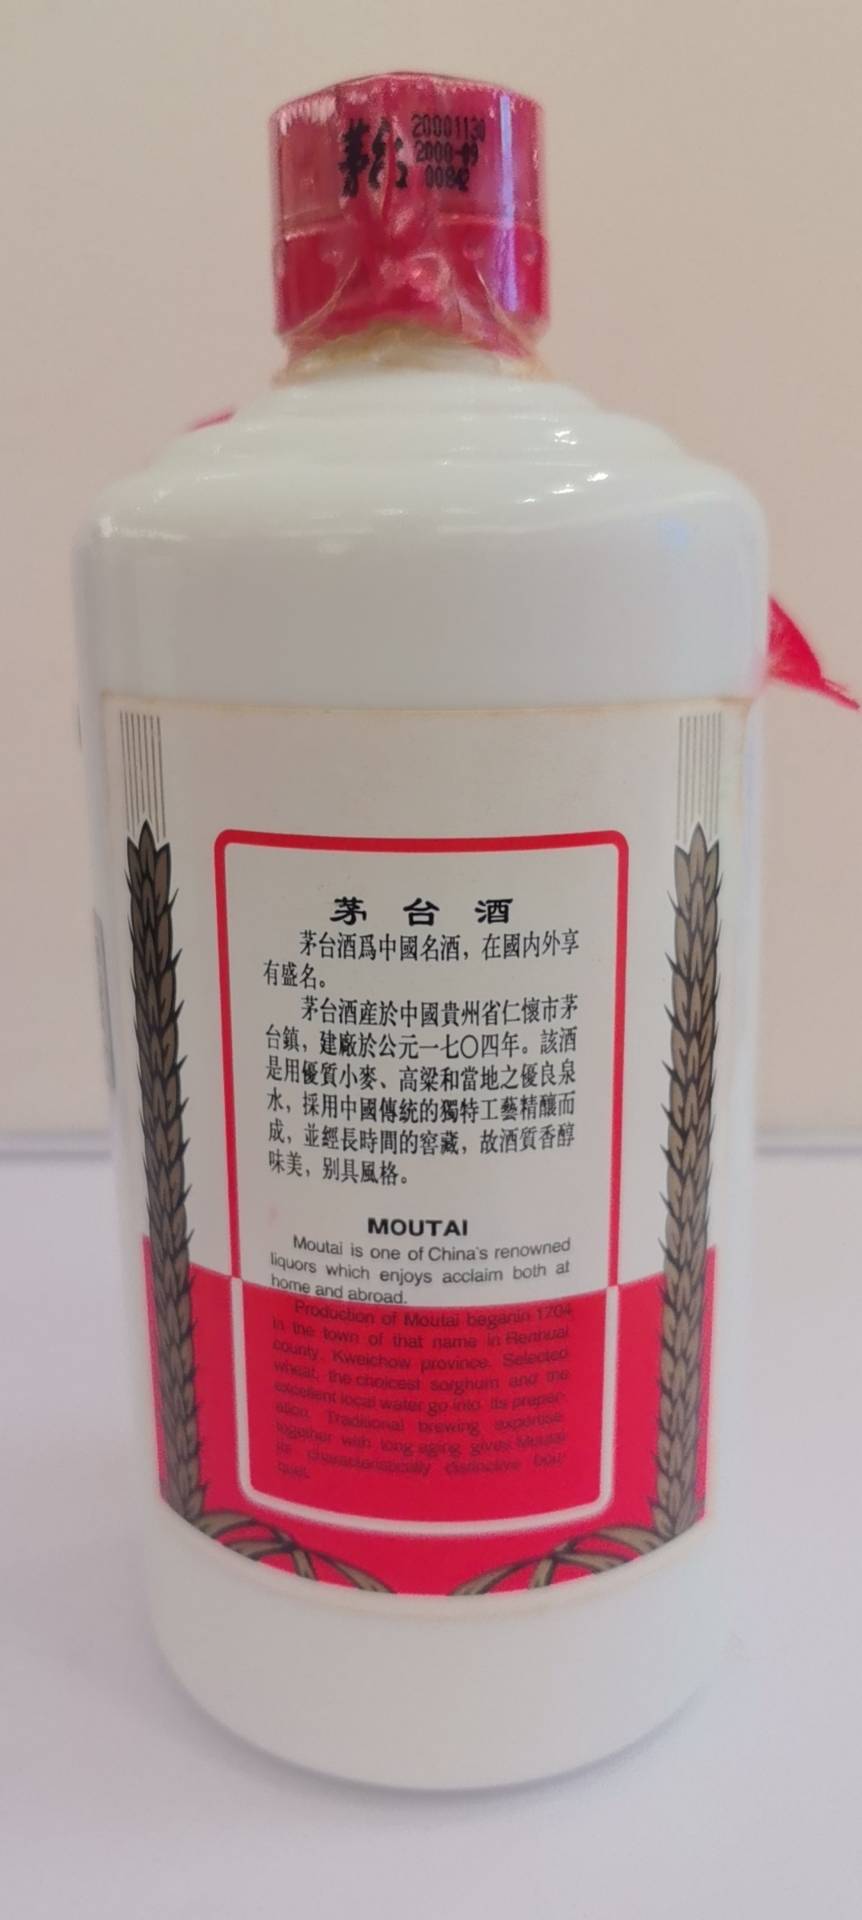 茅台
20001130
2000-09
00842
茅台酒
茅台酒爲中國名酒，在國内外享
有盛名。
茅台酒産於中國貴州省仁懷市茅
台鎮，建廠於公元一七〇四年。該酒
是用優質小麥、高粱和當地之優良泉
水，採用中國傳統的獨特工藝精釀而
成，並經長時間的窖藏，故酒質香醇
味美，别具風格。
MOUTAI
Moutai is one of China's renowned
liquors which enjoys acclaim both at
home and abroad.
Production of Moutai beganin 1704
in the town of that name in Renhuai
county, Kweichow province. Selected
wheat, the choicest sorghum and the
excellent local water go into its prepar-
ation. Traditional brewing expertise
together with long aging gives Moutai
its characteristically distinctive bou-
quet.